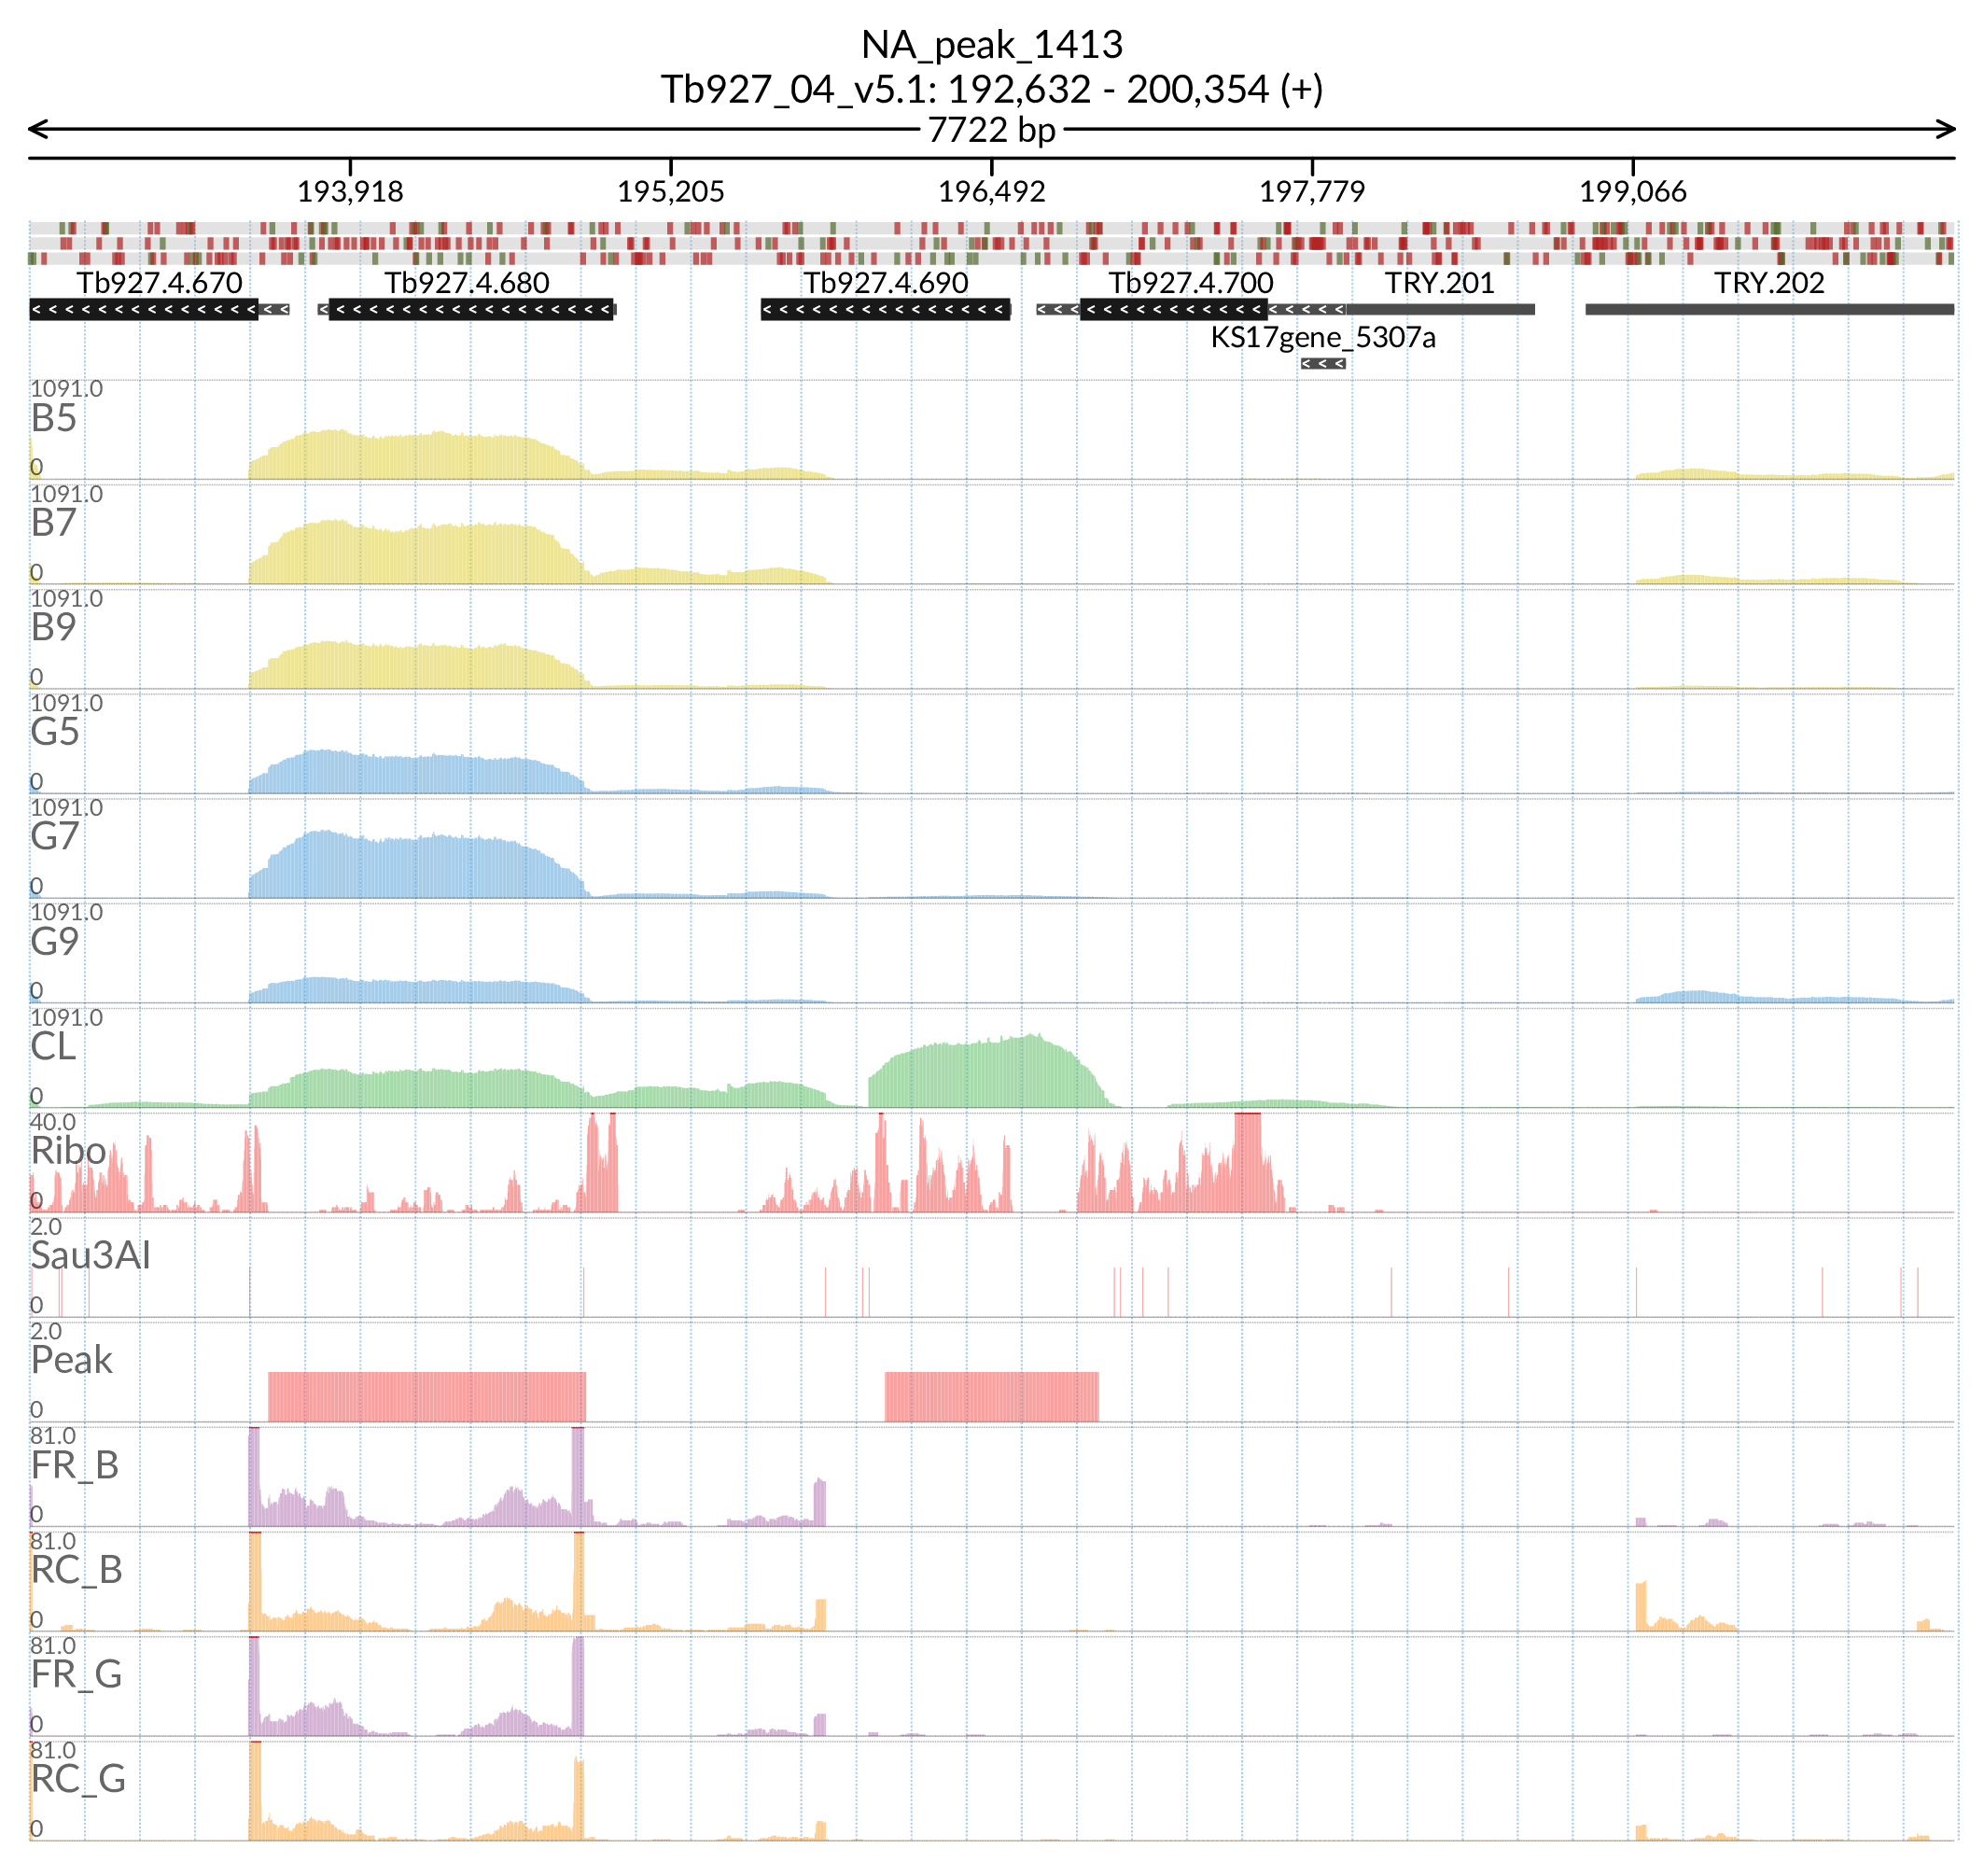 NA_peak_1413
Tb927_04_v5.1: 192,632 - 200,354 (+)
7722 bp
193,918 195,205 196,492 197,779 199,066
Tb927.4.670 Tb927.4.680 Tb927.4.690 Tb927.4.700 TRY.201 TRY.202
KS17gene_5307a
1091.0
B5
0
1091.0
B7
0
1091.0
B9
0
1091.0
G5
0
1091.0
G7
0
1091.0
G9
0
1091.0
CL
0
40.0
Ribo
0
2.0
Sau3AI
0
2.0
Peak
0
81.0
FR_B
0
81.0
RC_B
0
81.0
FR_G
0
81.0
RC_G
0